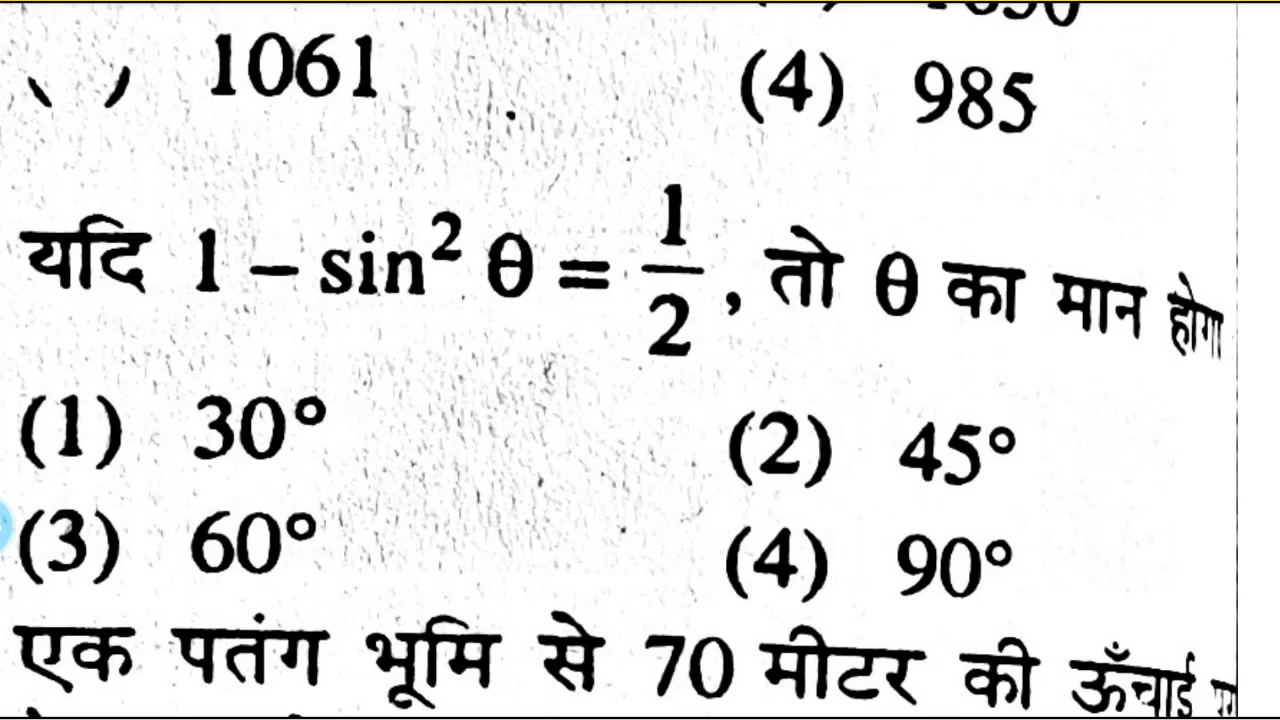 1061 (4) 985
यदि 1 – sin² θ = 1/2, तो θ का मान होगा
(1) 30° (2) 45°
(3) 60° (4) 90°
एक पतंग भूमि से 70 मीटर की ऊँचाई